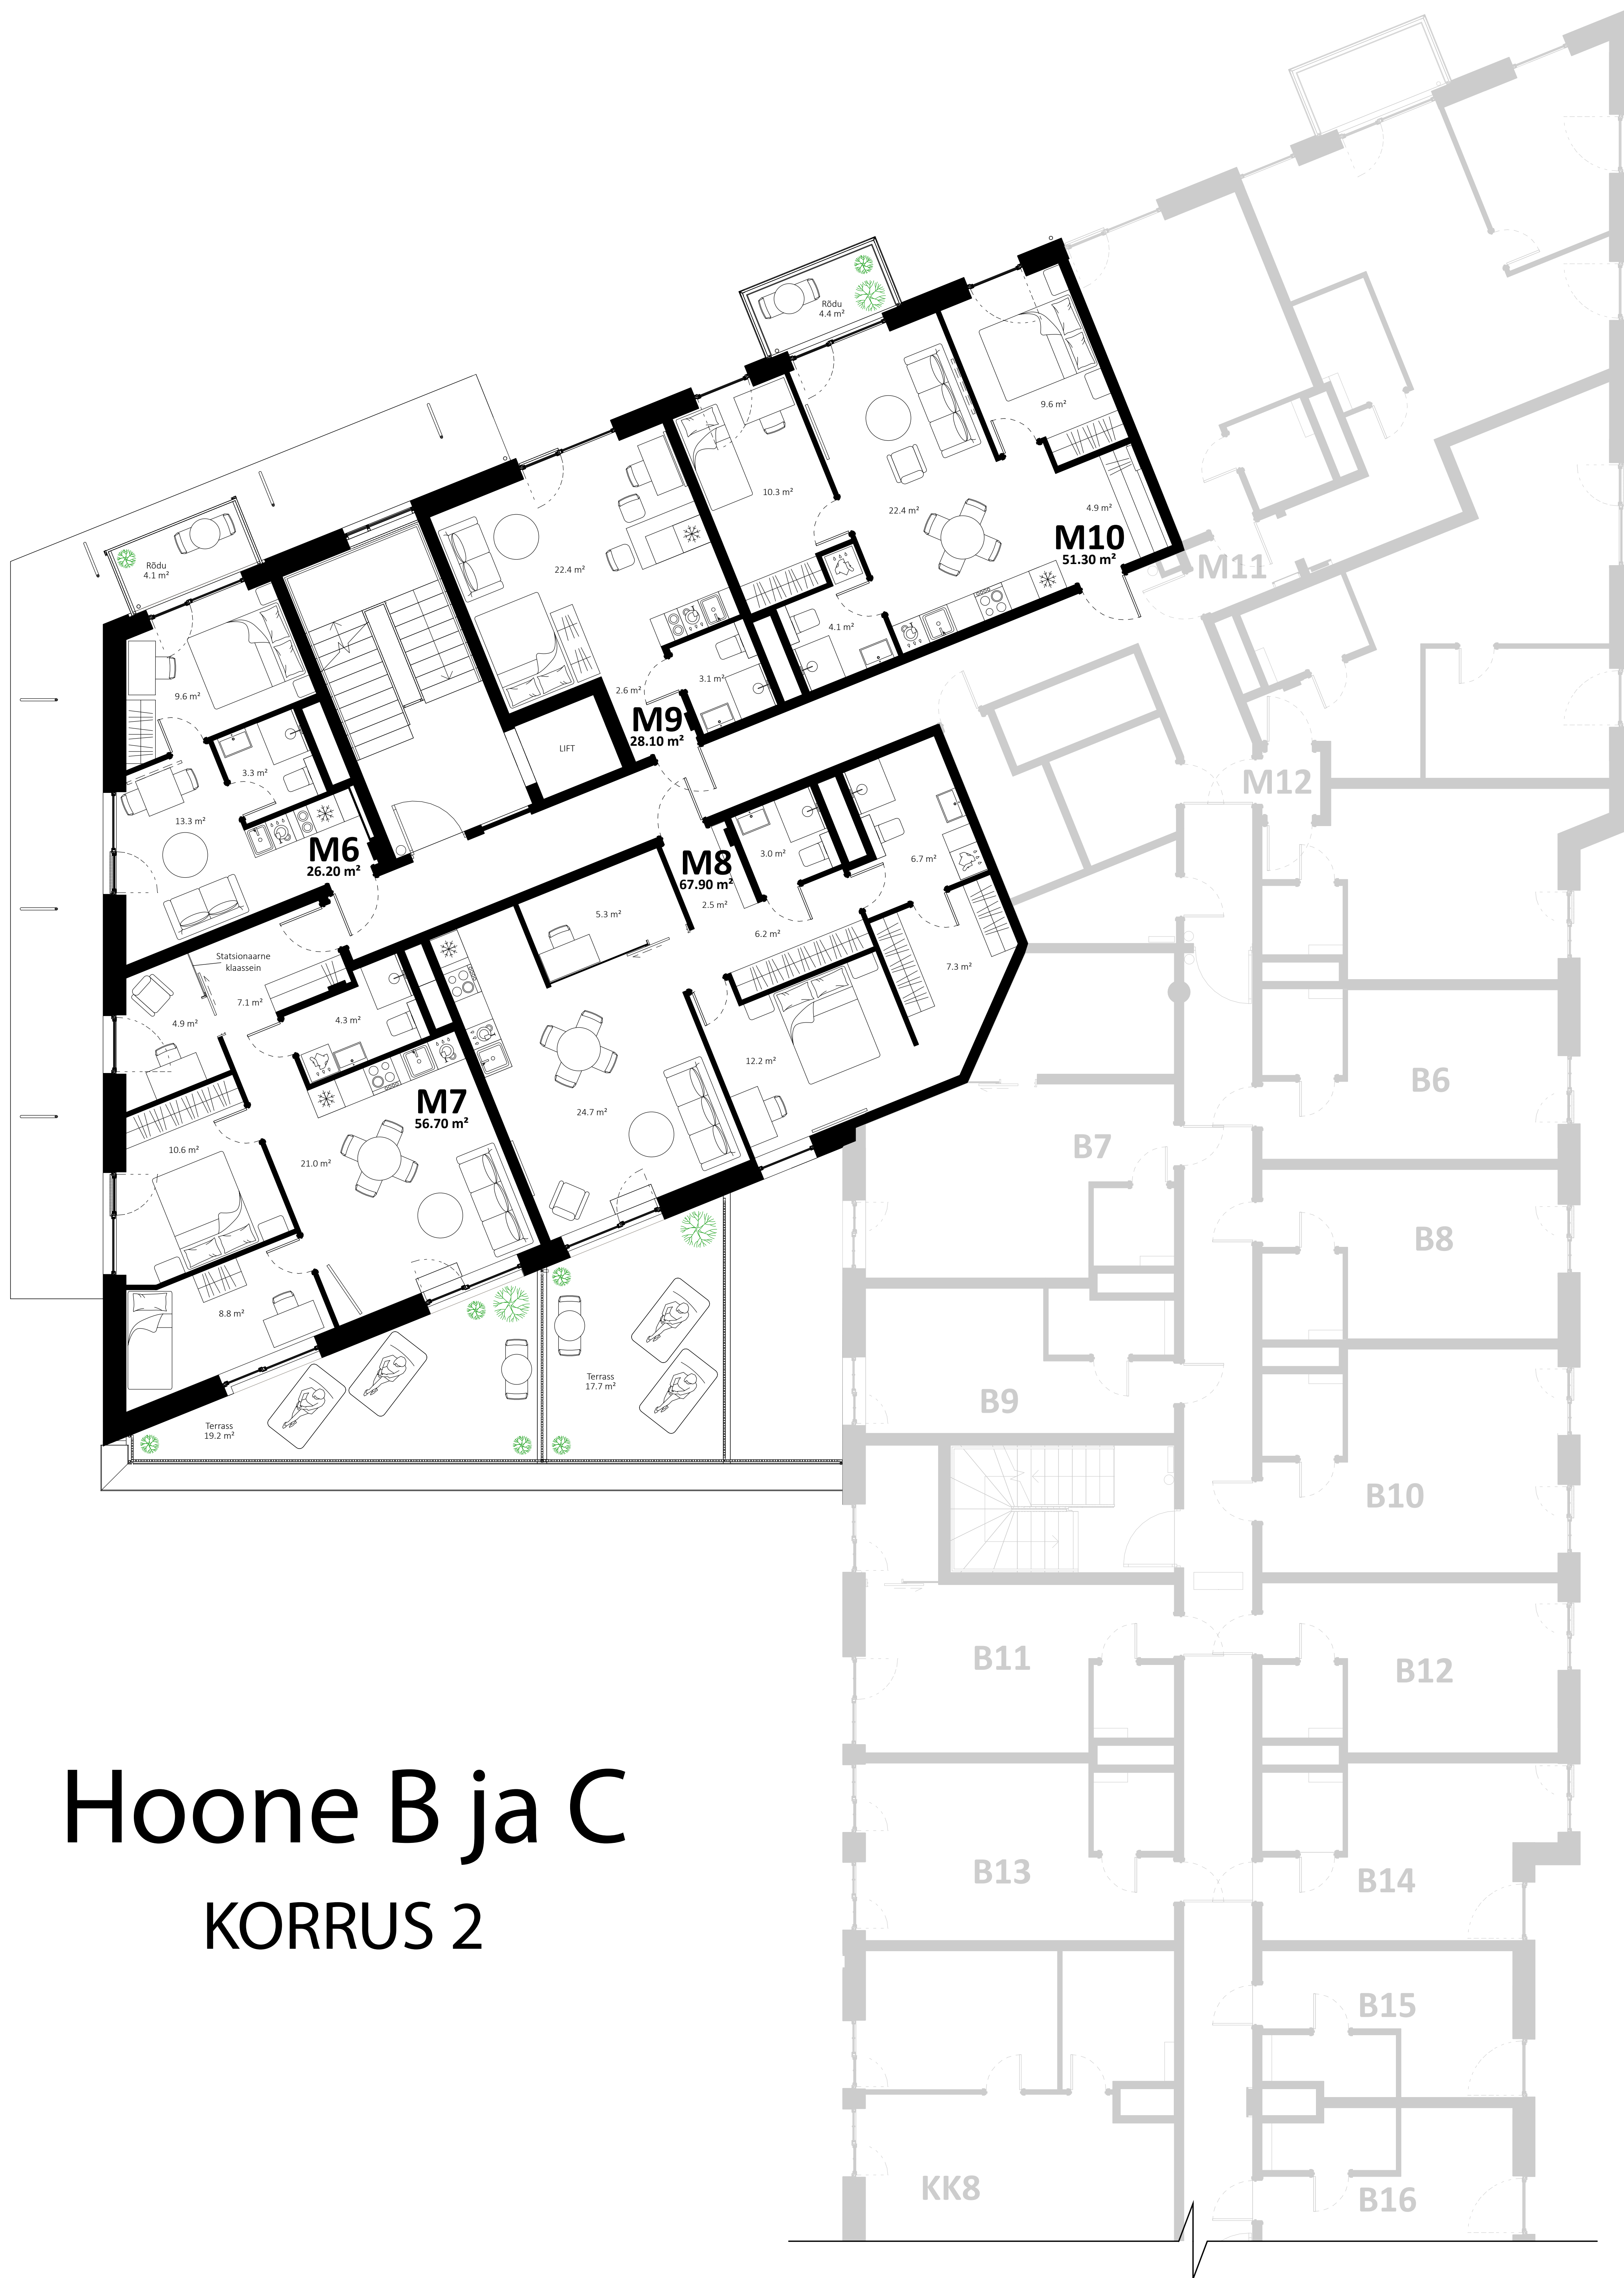 Rõdu
4.4 m²
9.6 m²
10.3 m²
22.4 m²
4.9 m²
M10
51.30 m²
M11
Rõdu
4.1 m²
22.4 m²
4.1 m²
9.6 m²
2.6 m²
3.1 m²
M9
28.10 m²
LIFT
3.3 m²
13.3 m²
M6
26.20 m²
M12
M8
67.90 m²
3.0 m²
6.7 m²
2.5 m²
5.3 m²
6.2 m²
7.3 m²
Statsionaarne
klaassein
7.1 m²
4.9 m²
4.3 m²
12.2 m²
24.7 m²
M7
56.70 m²
10.6 m²
21.0 m²
8.8 m²
Terrass
17.7 m²
Terrass
19.2 m²
B6
B7
B8
B9
B10
B11
B12
B13
B14
B15
KK8
B16
Hoone B ja C
KORRUS 2